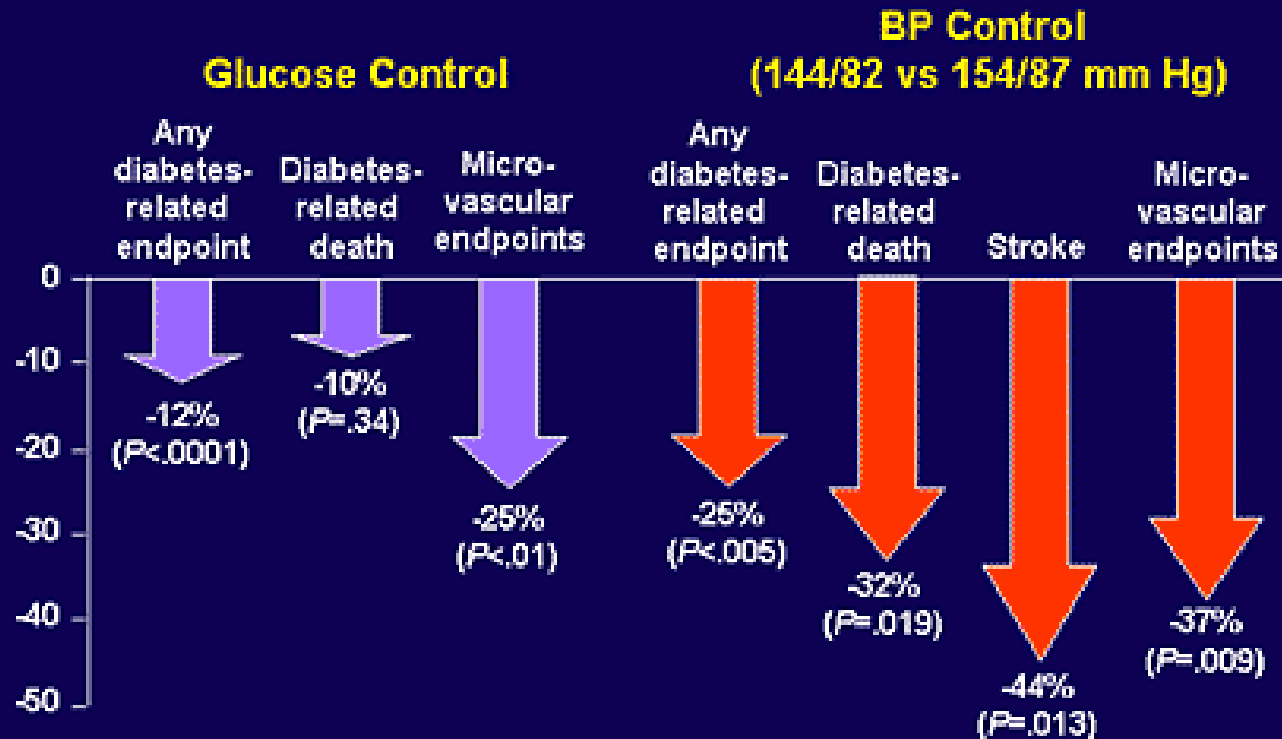 Glucose Control
BP Control
(144/82 vs 154/87 mm Hg)
Any
diabetes-
related
endpoint
Diabetes-
related
death
Micro-
vascular
endpoints
Any
diabetes-
related
endpoint
Diabetes-
related
death
Stroke
Micro-
vascular
endpoints
0
-10
-20
-30
-40
-50
-12%
(P<.0001)
-10%
(P=.34)
-25%
(P<.01)
-25%
(P<.005)
-32%
(P=.019)
-44%
(P=.013)
-37%
(P=.009)